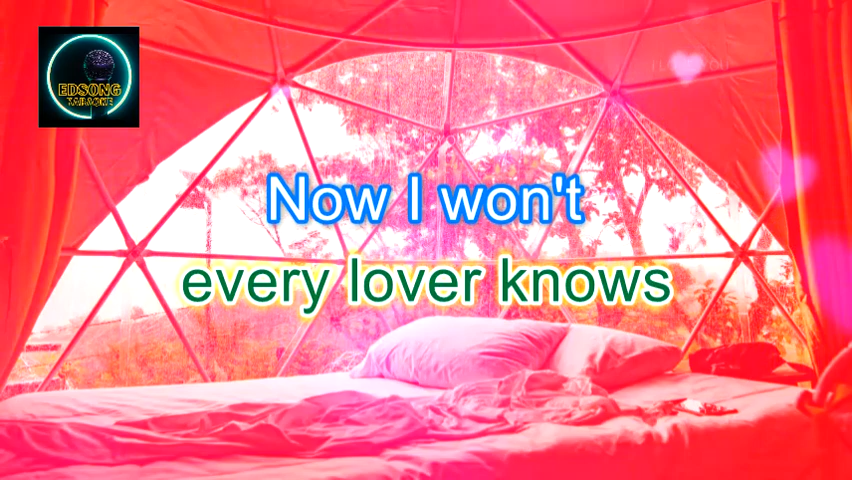 EDSONG
KARAOKE
I L
Now I won't
every lover knows